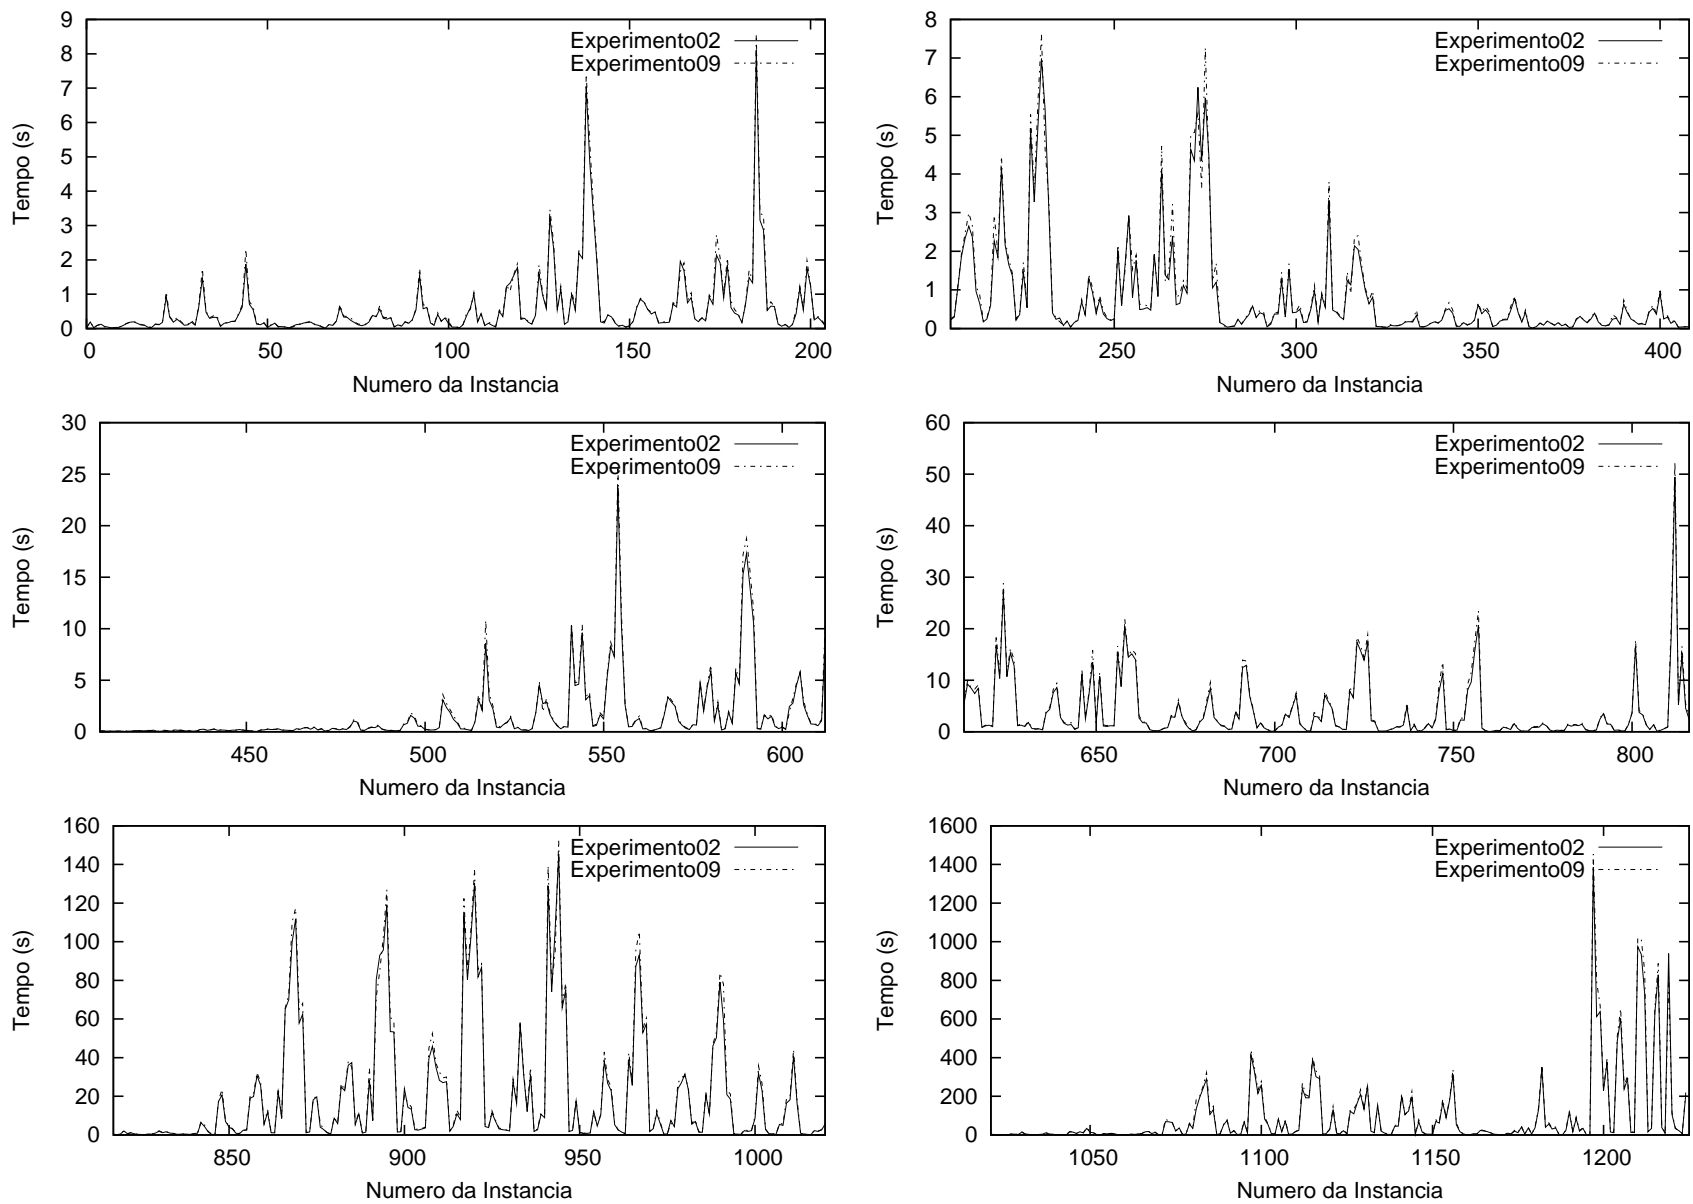 9
8
7
6
5
4
3
2
1
0
Tempo (s)
Experimento02
Experimento09
0 50 100 150 200
Numero da Instancia
8
7
6
5
4
3
2
1
0
Tempo (s)
Experimento02
Experimento09
250 300 350 400
Numero da Instancia
30
25
20
15
10
5
0
Tempo (s)
Experimento02
Experimento09
450 500 550 600
Numero da Instancia
60
50
40
30
20
10
0
Tempo (s)
Experimento02
Experimento09
650 700 750 800
Numero da Instancia
160
140
120
100
80
60
40
20
0
Tempo (s)
Experimento02
Experimento09
850 900 950 1000
Numero da Instancia
1600
1400
1200
1000
800
600
400
200
0
Tempo (s)
Experimento02
Experimento09
1050 1100 1150 1200
Numero da Instancia